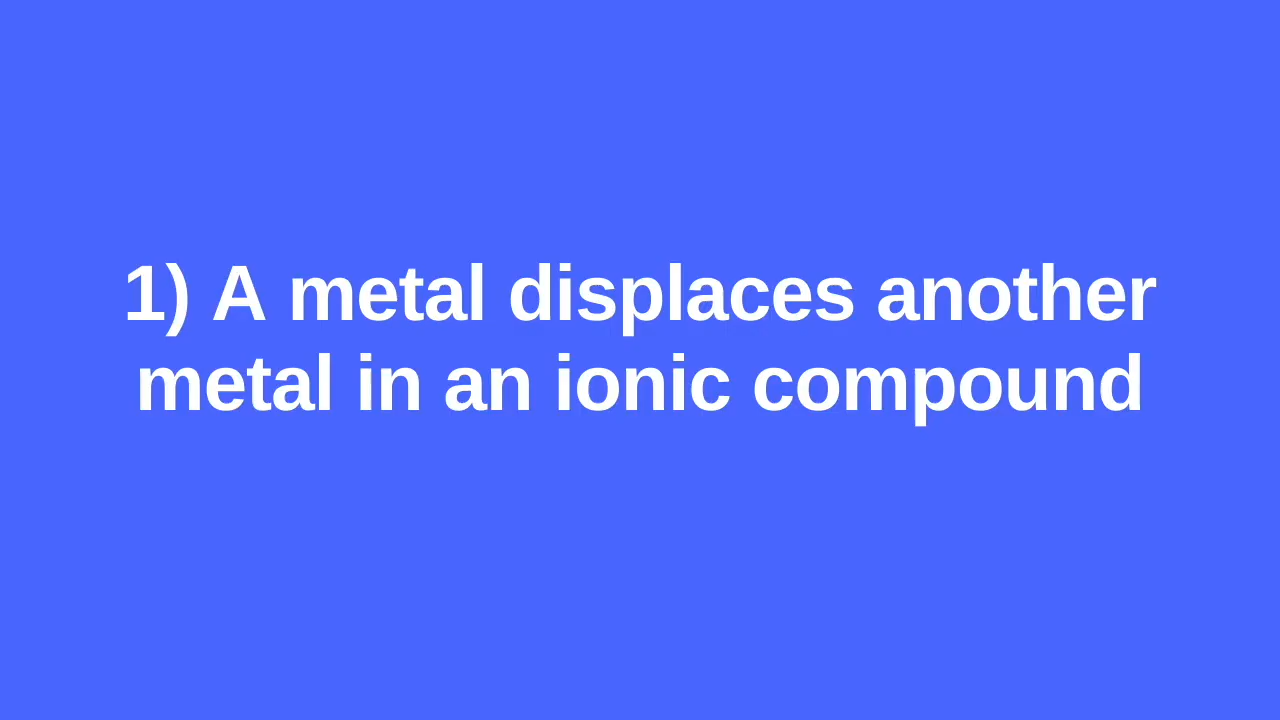 1) A metal displaces another
metal in an ionic compound